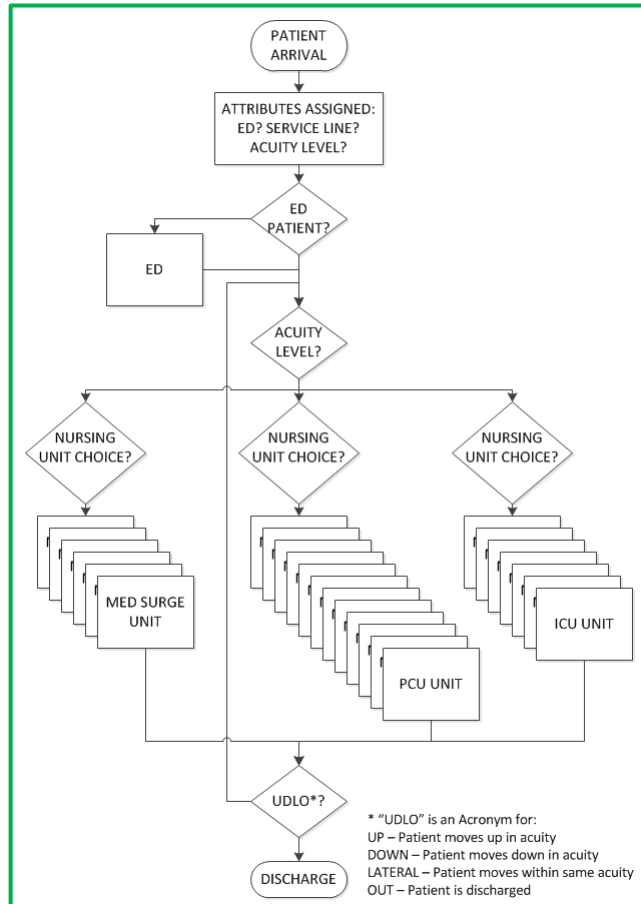 PATIENT
ARRIVAL
ATTRIBUTES ASSIGNED:
ED? SERVICE LINE?
ACUITY LEVEL?
ED
PATIENT?
ED
ACUITY
LEVEL?
NURSING
UNIT CHOICE?
NURSING
UNIT CHOICE?
NURSING
UNIT CHOICE?
MED SURGE
UNIT
PCU UNIT
ICU UNIT
UDLO*?
DISCHARGE
* “UDLO” is an Acronym for:
UP – Patient moves up in acuity
DOWN – Patient moves down in acuity
LATERAL – Patient moves within same acuity
OUT – Patient is discharged